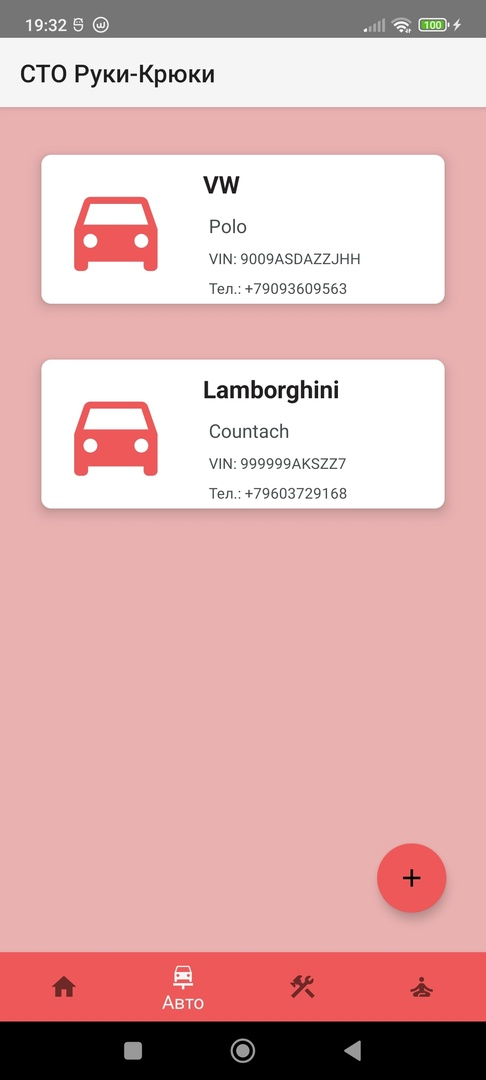 19:32
100
СТО Руки-Крюки
VW
Polo
VIN: 9009ASDAZZJHH
Тел.: +79093609563
Lamborghini
Countach
VIN: 999999AKSZZ7
Тел.: +79603729168
+
Авто